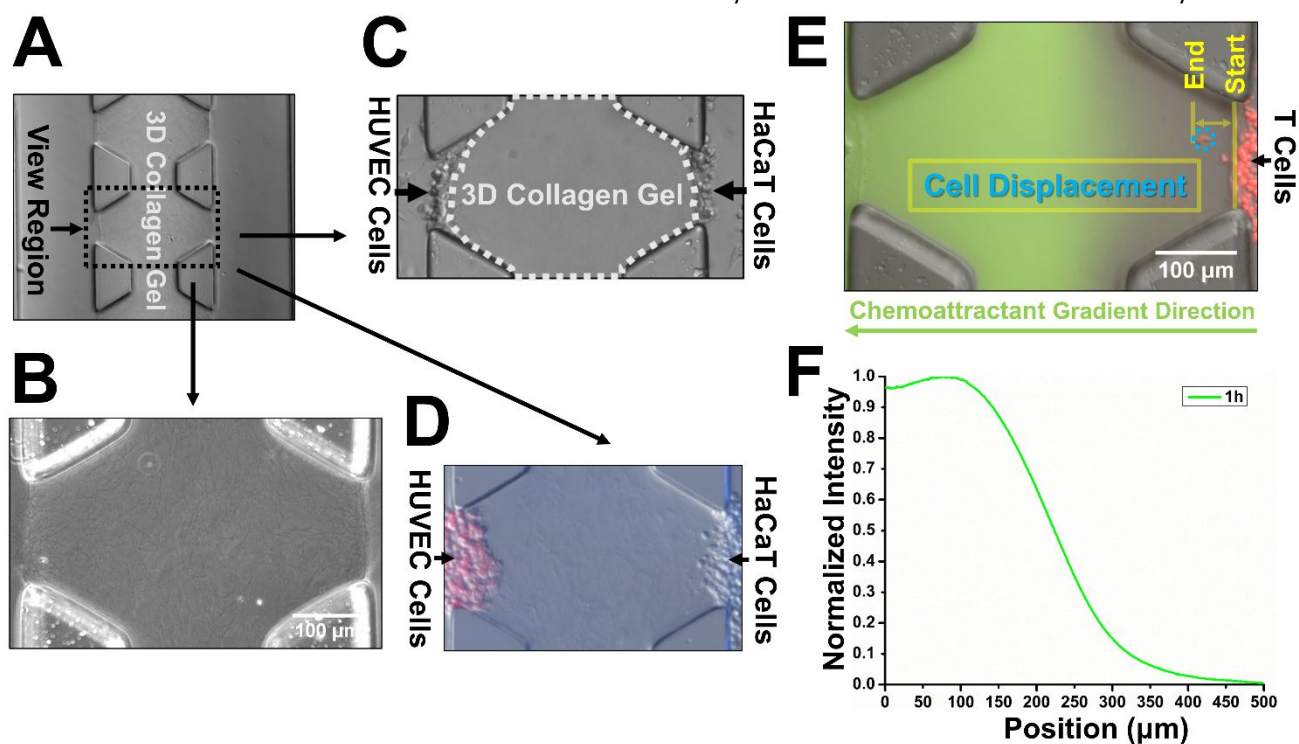 A
View Region
3D Collagen Gel
C
HUVEC Cells
3D Collagen Gel
HaCaT Cells
E
End
Start
T Cells
Cell Displacement
100 µm
Chemoattractant Gradient Direction
B
100 µm
D
HUVEC Cells
HaCaT Cells
F
Normalized Intensity
1.0
0.9
0.8
0.7
0.6
0.5
0.4
0.3
0.2
0.1
0.0
1h
0 50 100 150 200 250 300 350 400 450 500
Position (µm)